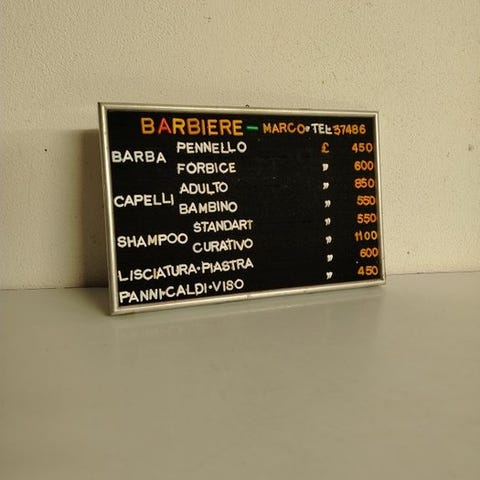 BARBIERE - MARCO • TEL: 37486
BARBA PENNELLO £ 450
FORBICE " 600
CAPELLI ADULTO " 850
BAMBINO " 550
SHAMPOO STANDART " 550
CURATIVO " 1100
LISCIATURA • PIASTRA " 600
PANNI • CALDI • VISO " 450